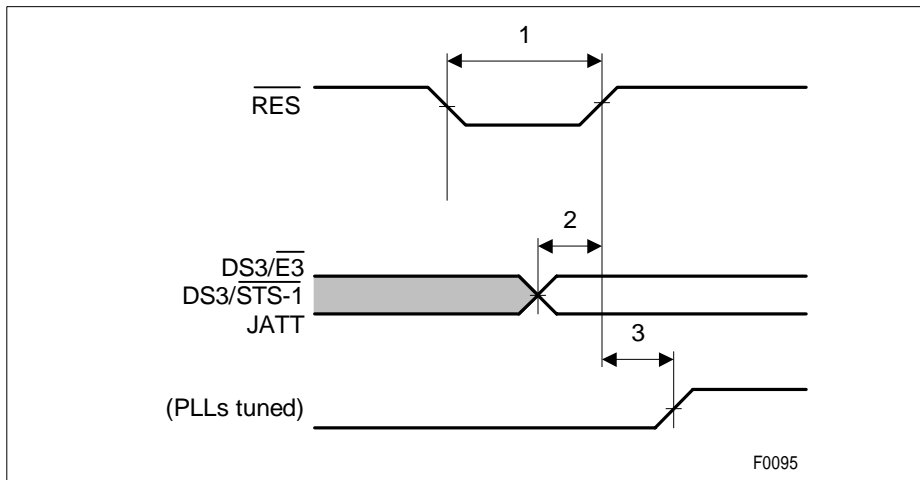 1
RES
2
DS3/E3
DS3/STS-1
JATT
3
(PLLs tuned)
F0095